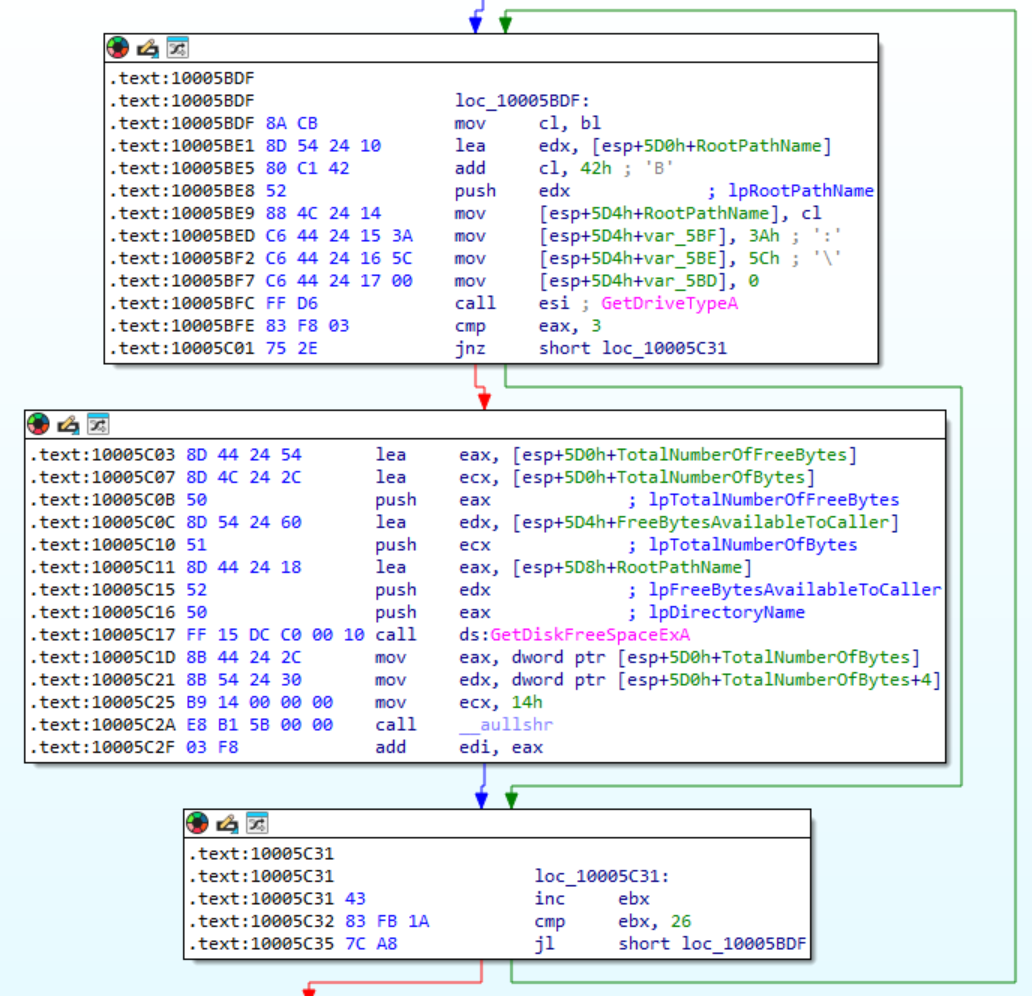 .text:10005BDF
.text:10005BDF loc_10005BDF:
.text:10005BDF 8A CB mov cl, bl
.text:10005BE1 8D 54 24 10 lea edx, [esp+5D0h+RootPathName]
.text:10005BE5 80 C1 42 add cl, 42h ; 'B'
.text:10005BE8 52 push edx ; lpRootPathName
.text:10005BE9 88 4C 24 14 mov [esp+5D4h+RootPathName], cl
.text:10005BED C6 44 24 15 3A mov [esp+5D4h+var_5BF], 3Ah ; ':'
.text:10005BF2 C6 44 24 16 5C mov [esp+5D4h+var_5BE], 5Ch ; '\'
.text:10005BF7 C6 44 24 17 00 mov [esp+5D4h+var_5BD], 0
.text:10005BFC FF D6 call esi ; GetDriveTypeA
.text:10005BFE 83 F8 03 cmp eax, 3
.text:10005C01 75 2E jnz short loc_10005C31
.text:10005C03 8D 44 24 54 lea eax, [esp+5D0h+TotalNumberOfFreeBytes]
.text:10005C07 8D 4C 24 2C lea ecx, [esp+5D0h+TotalNumberOfBytes]
.text:10005C0B 50 push eax ; lpTotalNumberOfFreeBytes
.text:10005C0C 8D 54 24 60 lea edx, [esp+5D4h+FreeBytesAvailableToCaller]
.text:10005C10 51 push ecx ; lpTotalNumberOfBytes
.text:10005C11 8D 44 24 18 lea eax, [esp+5D8h+RootPathName]
.text:10005C15 52 push edx ; lpFreeBytesAvailableToCaller
.text:10005C16 50 push eax ; lpDirectoryName
.text:10005C17 FF 15 DC C0 00 10 call ds:GetDiskFreeSpaceExA
.text:10005C1D 8B 44 24 2C mov eax, dword ptr [esp+5D0h+TotalNumberOfBytes]
.text:10005C21 8B 54 24 30 mov edx, dword ptr [esp+5D0h+TotalNumberOfBytes+4]
.text:10005C25 B9 14 00 00 00 mov ecx, 14h
.text:10005C2A E8 B1 5B 00 00 call __aullshr
.text:10005C2F 03 F8 add edi, eax
.text:10005C31
.text:10005C31 loc_10005C31:
.text:10005C31 43 inc ebx
.text:10005C32 83 FB 1A cmp ebx, 26
.text:10005C35 7C A8 jl short loc_10005BDF